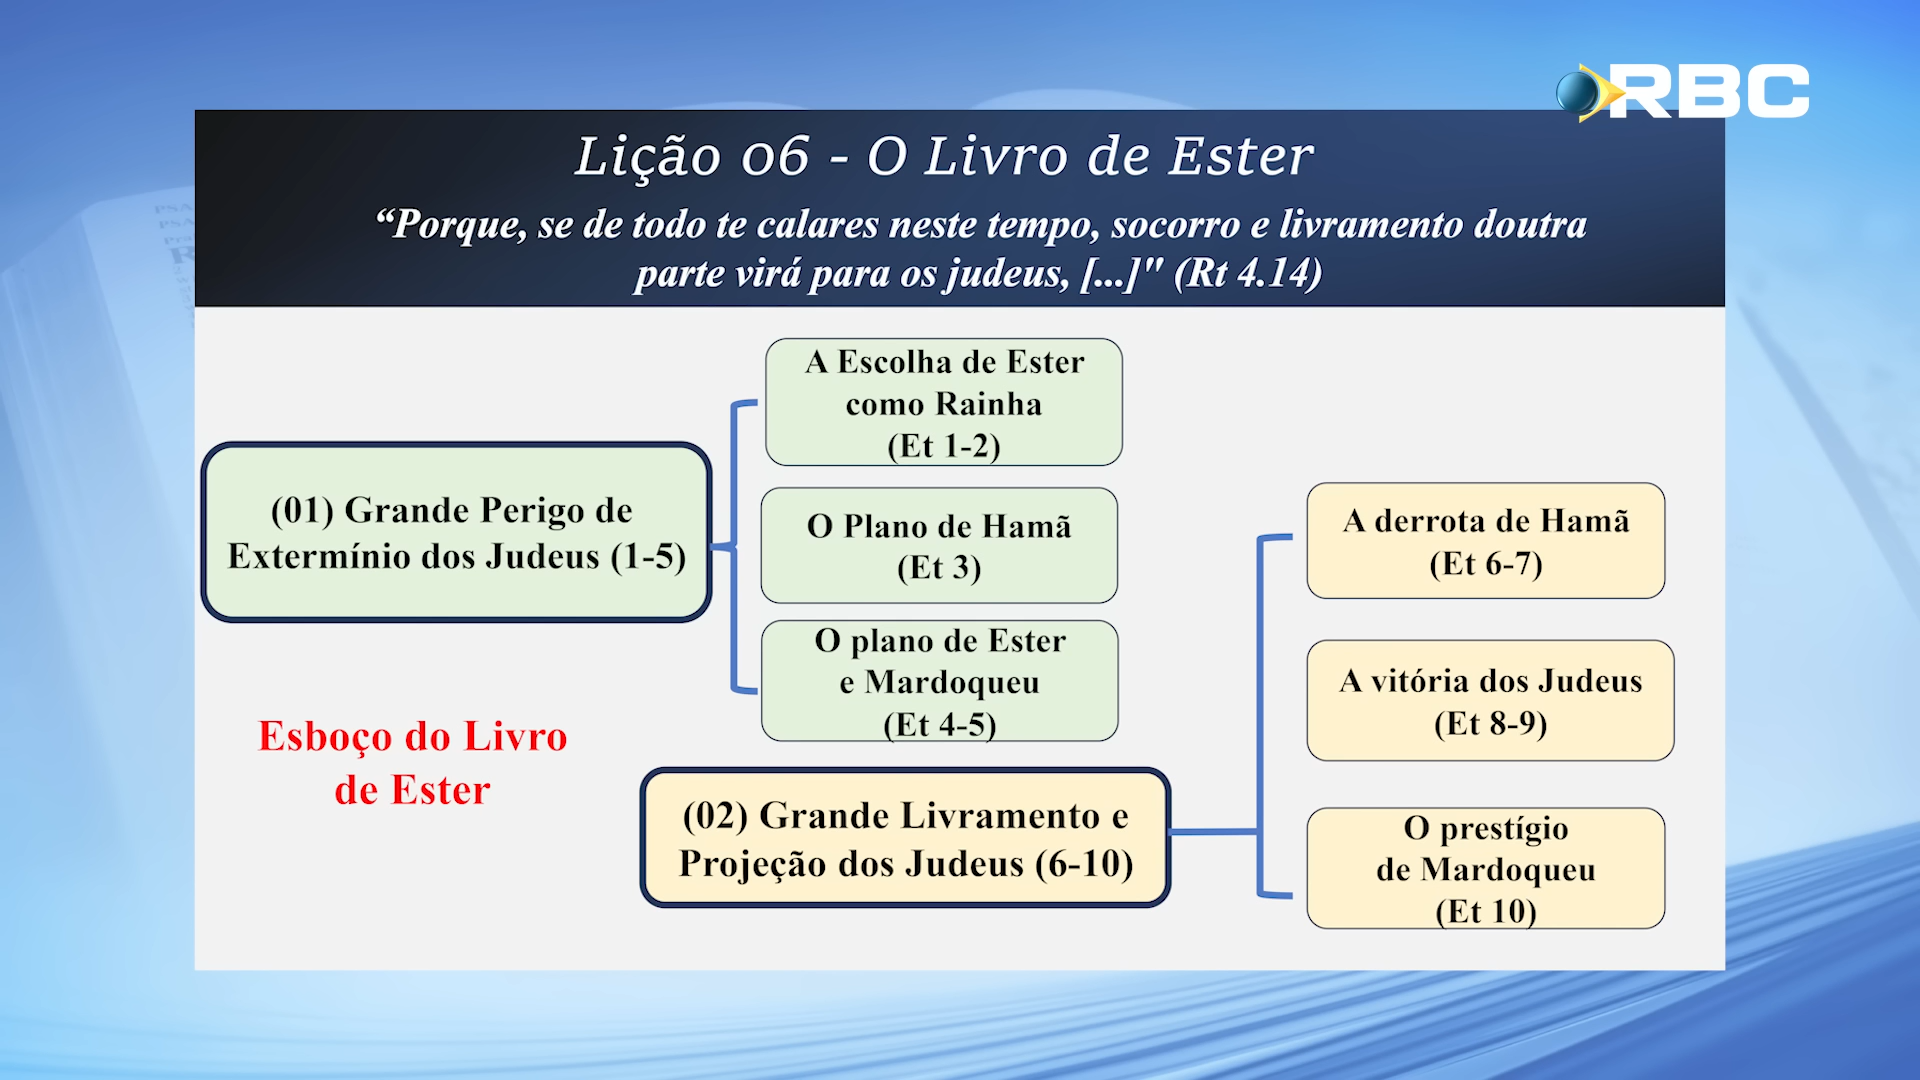 RBC
Lição 06 - O Livro de Ester
“Porque, se de todo te calares neste tempo, socorro e livramento doutra
parte virá para os judeus, [...]" (Rt 4.14)
A Escolha de Ester
como Rainha
(Et 1-2)
(01) Grande Perigo de
Extermínio dos Judeus (1-5)
O Plano de Hamã
(Et 3)
O plano de Ester
e Mardoqueu
(Et 4-5)
Esboço do Livro
de Ester
(02) Grande Livramento e
Projeção dos Judeus (6-10)
A derrota de Hamã
(Et 6-7)
A vitória dos Judeus
(Et 8-9)
O prestígio
de Mardoqueu
(Et 10)